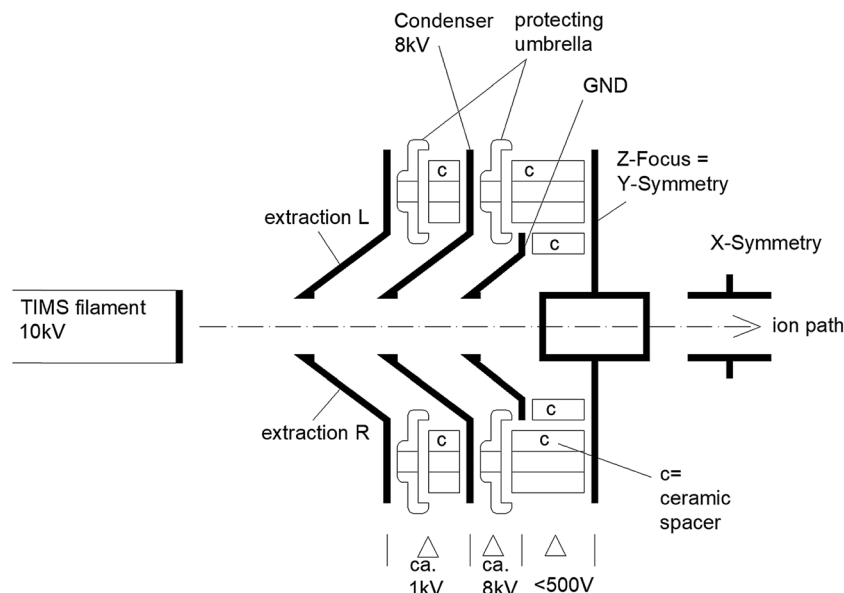 Condenser
8kV
protecting
umbrella
GND
c
c
Z-Focus =
Y-Symmetry
extraction L
c
X-Symmetry
TIMS filament
10kV
ion path
c
extraction R
c
c
c=
ceramic
spacer
ca.
1kV
ca.
8kV
<500V